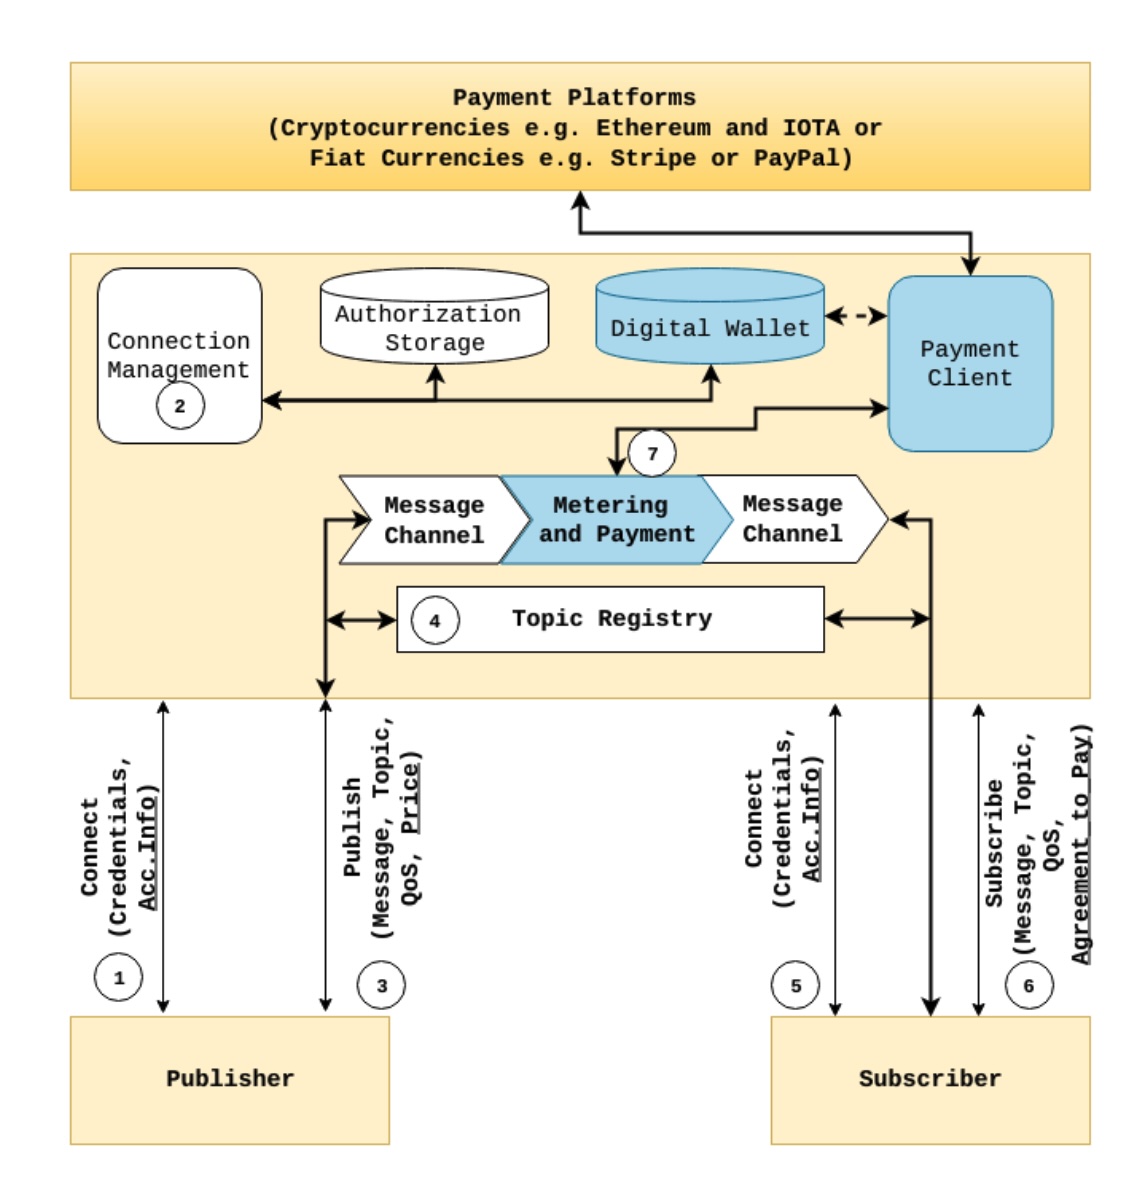 Payment Platforms
(Cryptocurrencies e.g. Ethereum and IOTA or
Fiat Currencies e.g. Stripe or PayPal)
Connection
Management
2
Authorization
Storage
Digital Wallet
Payment
Client
7
Message
Channel
Metering
and Payment
Message
Channel
4
Topic Registry
Connect
(Credentials,
Acc.Info)
1
Publish
(Message, Topic,
QoS, Price)
3
Connect
(Credentials,
Acc.Info)
5
Subscribe
(Message, Topic,
QoS,
Agreement to Pay)
6
Publisher
Subscriber